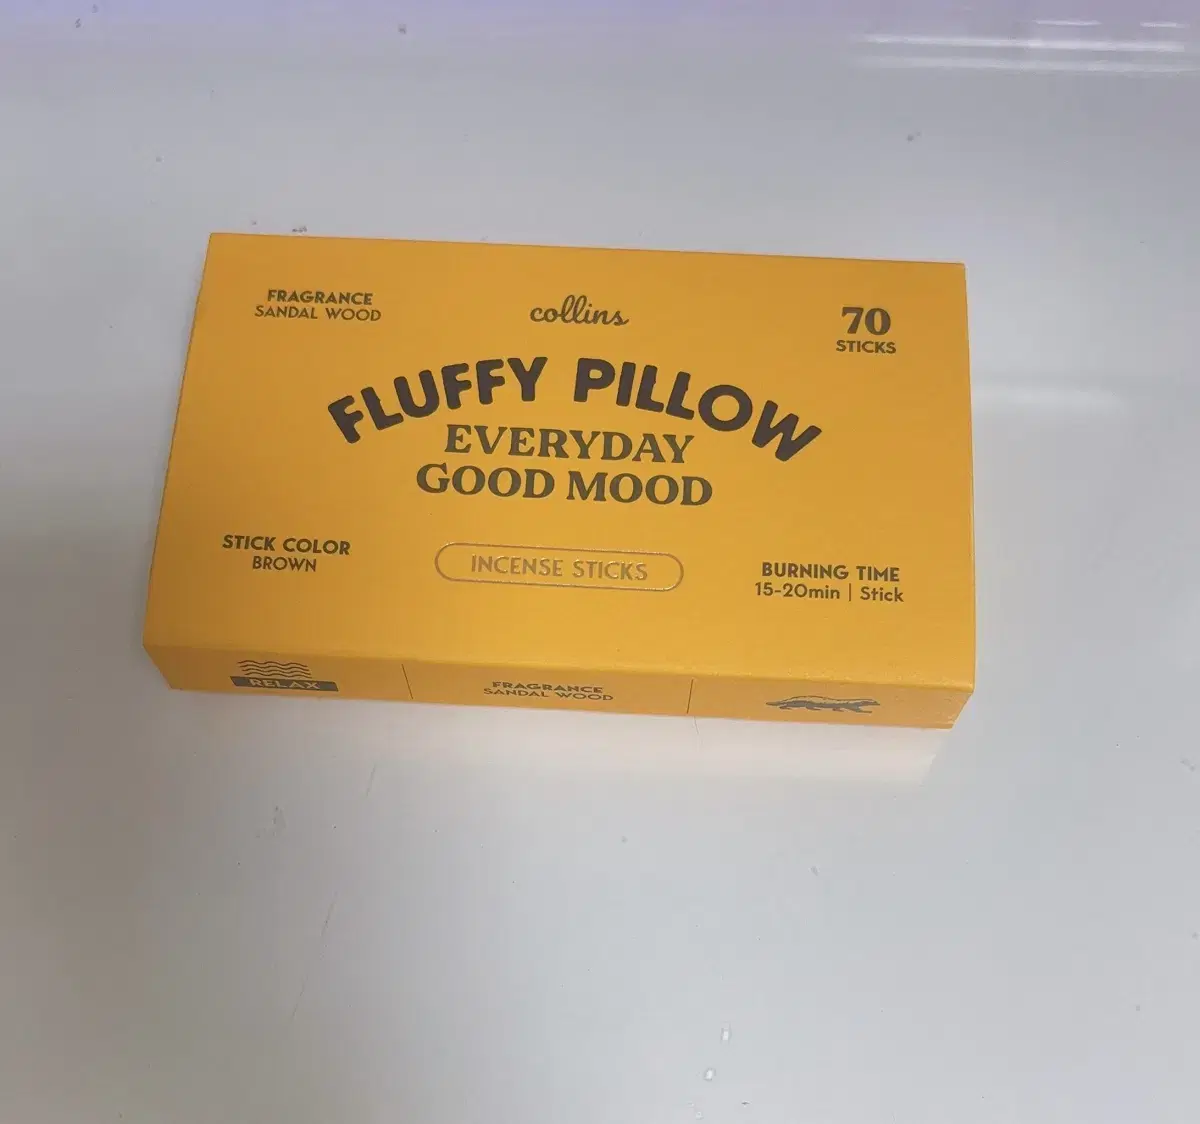 FRAGRANCE
SANDAL WOOD
collins
70
STICKS
FLUFFY PILLOW
EVERYDAY
GOOD MOOD
STICK COLOR
BROWN
INCENSE STICKS
BURNING TIME
15-20min | Stick
RELAX
FRAGRANCE
SANDAL WOOD